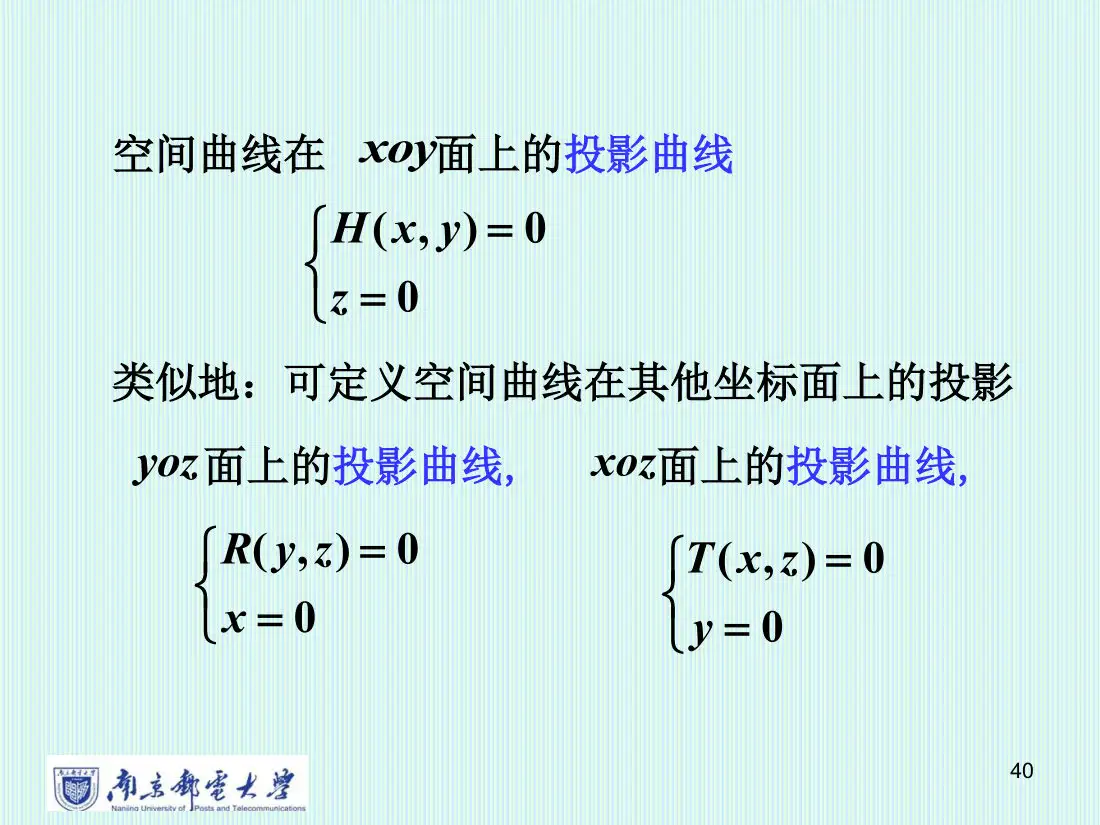 空间曲线在 xoy面上的投影曲线
H(x, y) = 0
z = 0
类似地：可定义空间曲线在其他坐标面上的投影
yoz 面上的投影曲线, xoz面上的投影曲线,
R(y, z) = 0 T(x, z) = 0
x = 0 y = 0
南京邮电大学 40
Nanjing University of Posts and Telecommunications